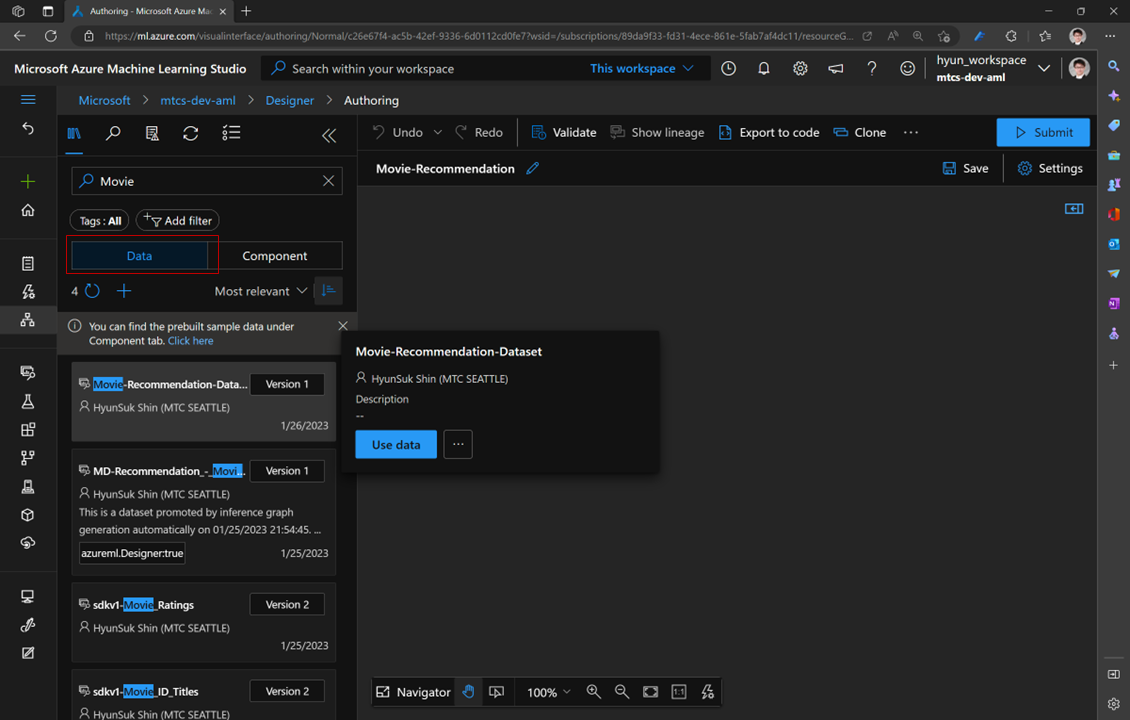 Authoring - Microsoft Azure Mac
https://ml.azure.com/visualinterface/authoring/Normal/c26e67f4-ac5b-42ef-9336-6d0112cd0fe7?wsid=/subscriptions/89da9f33-fd31-4ece-861e-5fab7af4dc11/resourceG...
Microsoft Azure Machine Learning Studio
Search within your workspace
This workspace
hyun_workspace
mtcs-dev-aml
Microsoft > mtcs-dev-aml > Designer > Authoring
Undo
Redo
Validate
Show lineage
Export to code
Clone
...
Submit
Movie
Movie-Recommendation
Save
Settings
Tags : All
Add filter
Data
Component
4
Most relevant
You can find the prebuilt sample data under
Component tab. Click here
Movie-Recommendation-Data...
Version 1
HyunSuk Shin (MTC SEATTLE)
1/26/2023
Movie-Recommendation-Dataset
HyunSuk Shin (MTC SEATTLE)
Description
--
Use data
...
MD-Recommendation_-_Movi...
Version 1
HyunSuk Shin (MTC SEATTLE)
This is a dataset promoted by inference graph
generation automatically on 01/25/2023 21:54:45. ...
azureml.Designer:true
1/25/2023
sdkv1-Movie_Ratings
Version 2
HyunSuk Shin (MTC SEATTLE)
1/25/2023
sdkv1-Movie_ID_Titles
Version 2
HyunSuk Shin (MTC SEATTLE)
Navigator
100%
1:1